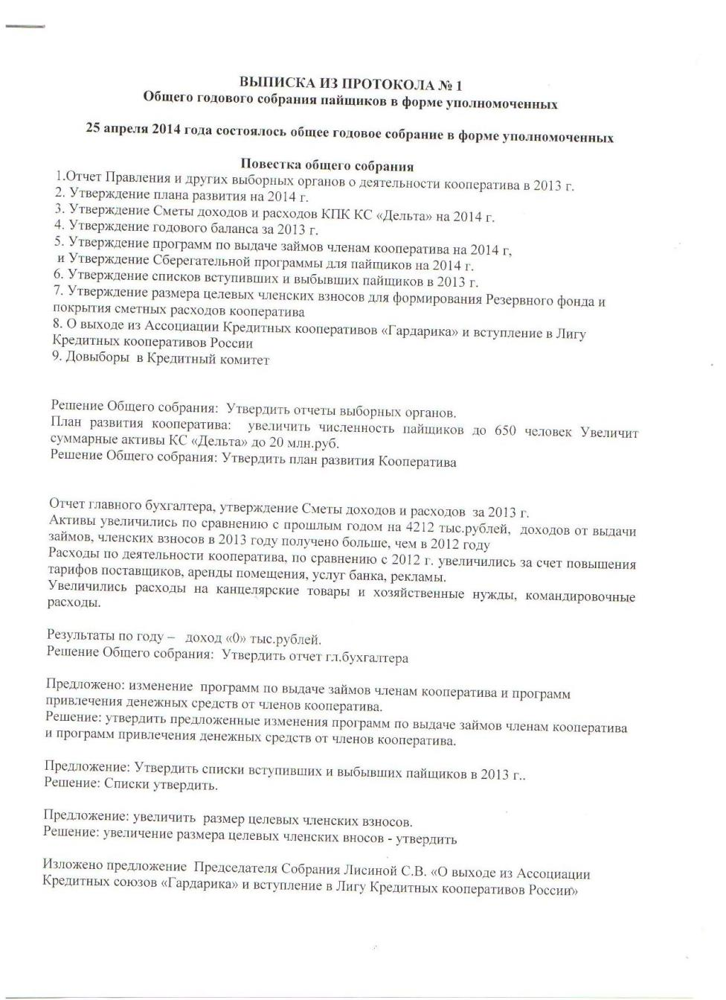 ВЫПИСКА ИЗ ПРОТОКОЛА № 1
Общего годового собрания пайщиков в форме уполномоченных
25 апреля 2014 года состоялось общее годовое собрание в форме уполномоченных
Повестка общего собрания
1.Отчет Правления и других выборных органов о деятельности кооператива в 2013 г.
2. Утверждение плана развития на 2014 г.
3. Утверждение Сметы доходов и расходов КПК КС «Дельта» на 2014 г.
4. Утверждение годового баланса за 2013 г.
5. Утверждение программ по выдаче займов членам кооператива на 2014 г,
и Утверждение Сберегательной программы для пайщиков на 2014 г.
6. Утверждение списков вступивших и выбывших пайщиков в 2013 г.
7. Утверждение размера целевых членских взносов для формирования Резервного фонда и
покрытия сметных расходов кооператива
8. О выходе из Ассоциации Кредитных кооперативов «Гардарика» и вступление в Лигу
Кредитных кооперативов России
9. Довыборы в Кредитный комитет
Решение Общего собрания: Утвердить отчеты выборных органов.
План развития кооператива: увеличить численность пайщиков до 650 человек Увеличит
суммарные активы КС «Дельта» до 20 млн.руб.
Решение Общего собрания: Утвердить план развития Кооператива
Отчет главного бухгалтера, утверждение Сметы доходов и расходов за 2013 г.
Активы увеличились по сравнению с прошлым годом на 4212 тыс.рублей, доходов от выдачи
займов, членских взносов в 2013 году получено больше, чем в 2012 году
Расходы по деятельности кооператива, по сравнению с 2012 г. увеличились за счет повышения
тарифов поставщиков, аренды помещения, услуг банка, рекламы.
Увеличились расходы на канцелярские товары и хозяйственные нужды, командировочные
расходы.
Результаты по году – доход «0» тыс.рублей.
Решение Общего собрания: Утвердить отчет гл.бухгалтера
Предложено: изменение программ по выдаче займов членам кооператива и программ
привлечения денежных средств от членов кооператива.
Решение: утвердить предложенные изменения программ по выдаче займов членам кооператива
и программ привлечения денежных средств от членов кооператива.
Предложение: Утвердить списки вступивших и выбывших пайщиков в 2013 г..
Решение: Списки утвердить.
Предложение: увеличить размер целевых членских взносов.
Решение: увеличение размера целевых членских вносов - утвердить
Изложено предложение Председателя Собрания Лисиной С.В. «О выходе из Ассоциации
Кредитных союзов «Гардарика» и вступление в Лигу Кредитных кооперативов России»